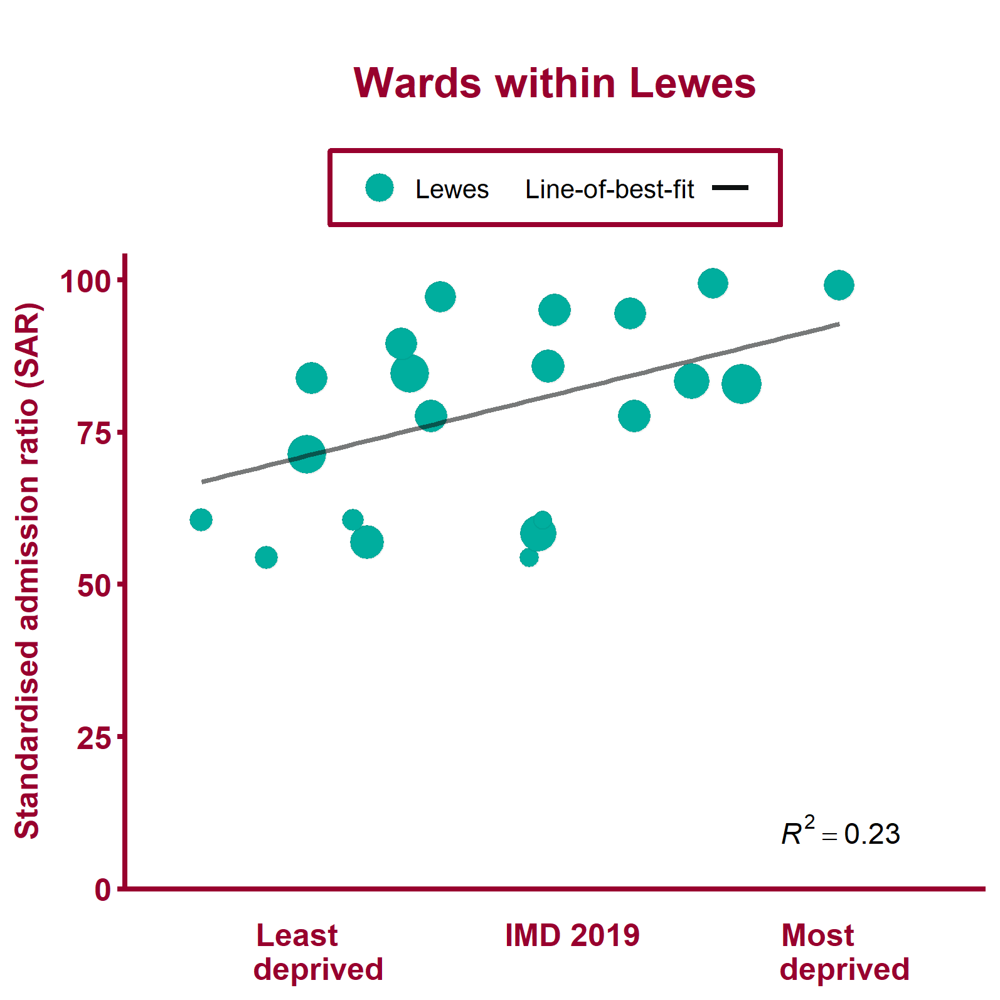 Wards within Lewes
Lewes Line-of-best-fit
Standardised admission ratio (SAR)
100
75
50
25
0
R² = 0.23
Least deprived
IMD 2019
Most deprived